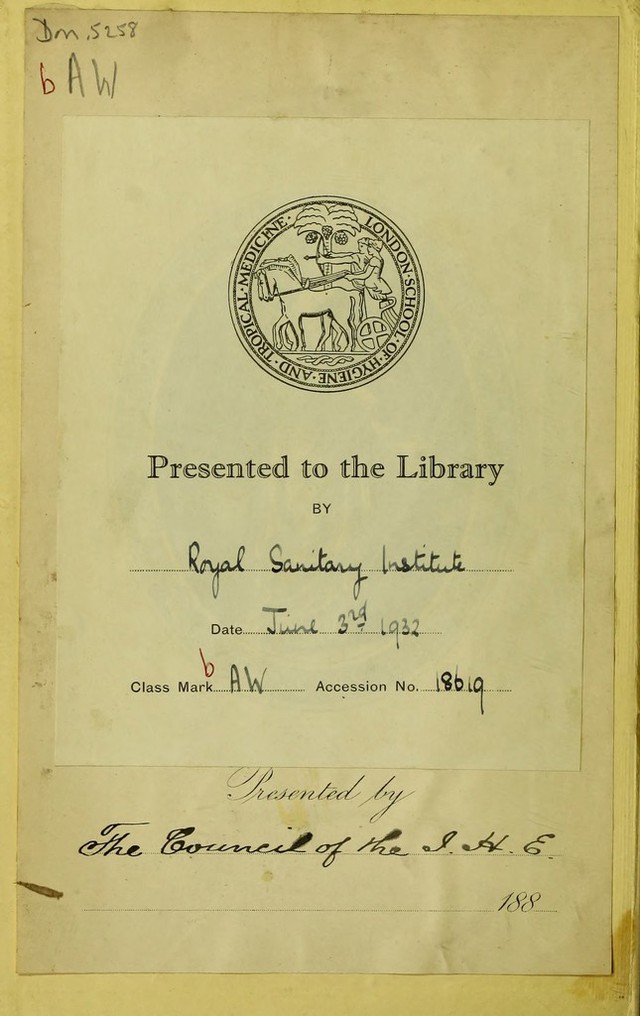 Dm. 5258
b AW
LONDON·SCHOOL·OF·HYGIENE·AND·TROPICAL·MEDICINE·
Presented to the Library
BY
Royal Sanitary Institute
Date June 3rd 1932
Class Mark b AW Accession No. 18619
Presented by
The Council of the I. H. E.
188